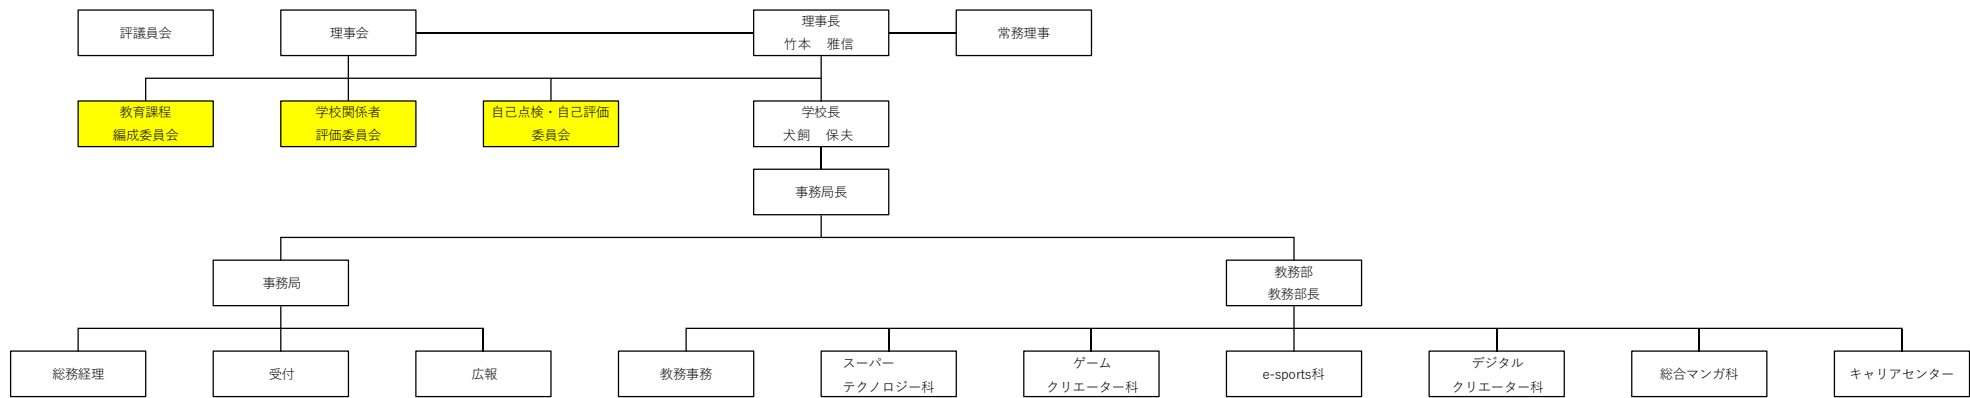 評議員会
理事会
理事長
竹本　雅信
常務理事
教育課程
編成委員会
学校関係者
評価委員会
自己点検・自己評価
委員会
学校長
犬飼　保夫
事務局長
事務局
教務部
教務部長
総務経理
受付
広報
教務事務
スーパー
テクノロジー科
ゲーム
クリエーター科
e-sports科
デジタル
クリエーター科
総合マンガ科
キャリアセンター